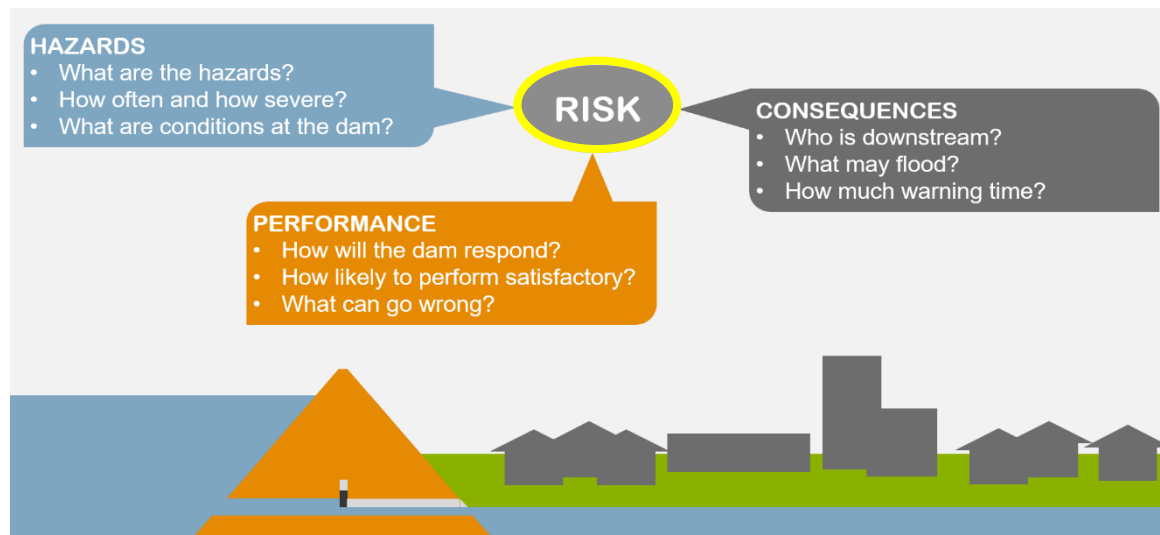 HAZARDS
• What are the hazards?
• How often and how severe?
• What are conditions at the dam?
RISK
CONSEQUENCES
• Who is downstream?
• What may flood?
• How much warning time?
PERFORMANCE
• How will the dam respond?
• How likely to perform satisfactory?
• What can go wrong?